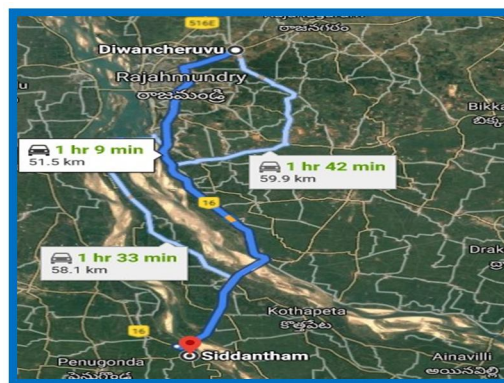 516E
రాజనగరం
Diwancheruvu
Rajahmundry
రాజమండ్రి
1 hr 9 min
51.5 km
1 hr 42 min
59.9 km
16
1 hr 33 min
58.1 km
Kothapeta
కొత్తపేట
16
Siddantham
Penugonda
Ainavilli